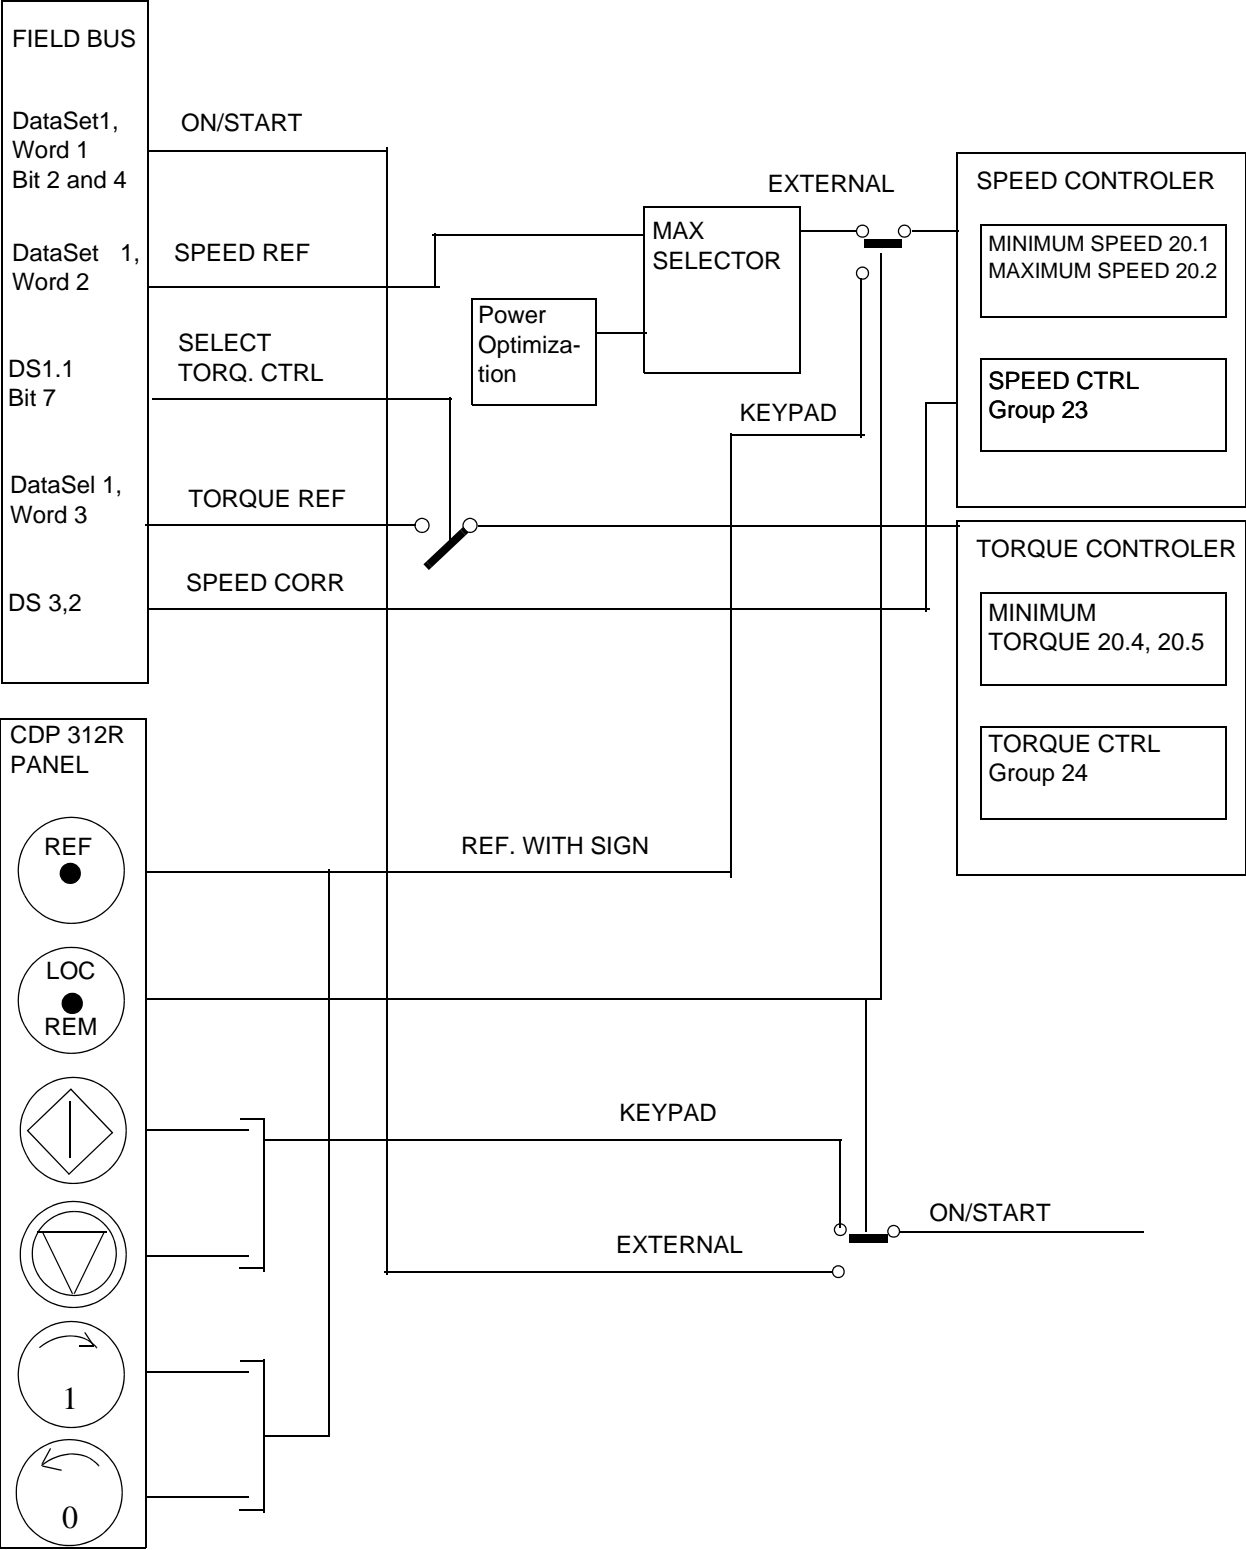 FIELD BUS
DataSet1,
Word 1
Bit 2 and 4
ON/START
DataSet 1,
Word 2
SPEED REF
DS1.1
Bit 7
SELECT
TORQ. CTRL
DataSel 1,
Word 3
TORQUE REF
DS 3,2
SPEED CORR
Power
Optimiza-
tion
MAX
SELECTOR
EXTERNAL
KEYPAD
SPEED CONTROLER
MINIMUM SPEED 20.1
MAXIMUM SPEED 20.2
SPEED CTRL
Group 23
TORQUE CONTROLER
MINIMUM
TORQUE 20.4, 20.5
TORQUE CTRL
Group 24
CDP 312R
PANEL
REF
REF. WITH SIGN
LOC
REM
KEYPAD
EXTERNAL
ON/START
1
0